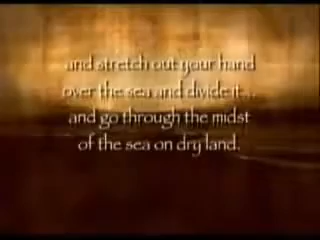 and stretch out your hand
over the sea and divide it...
and go through the midst
of the sea on dry land.